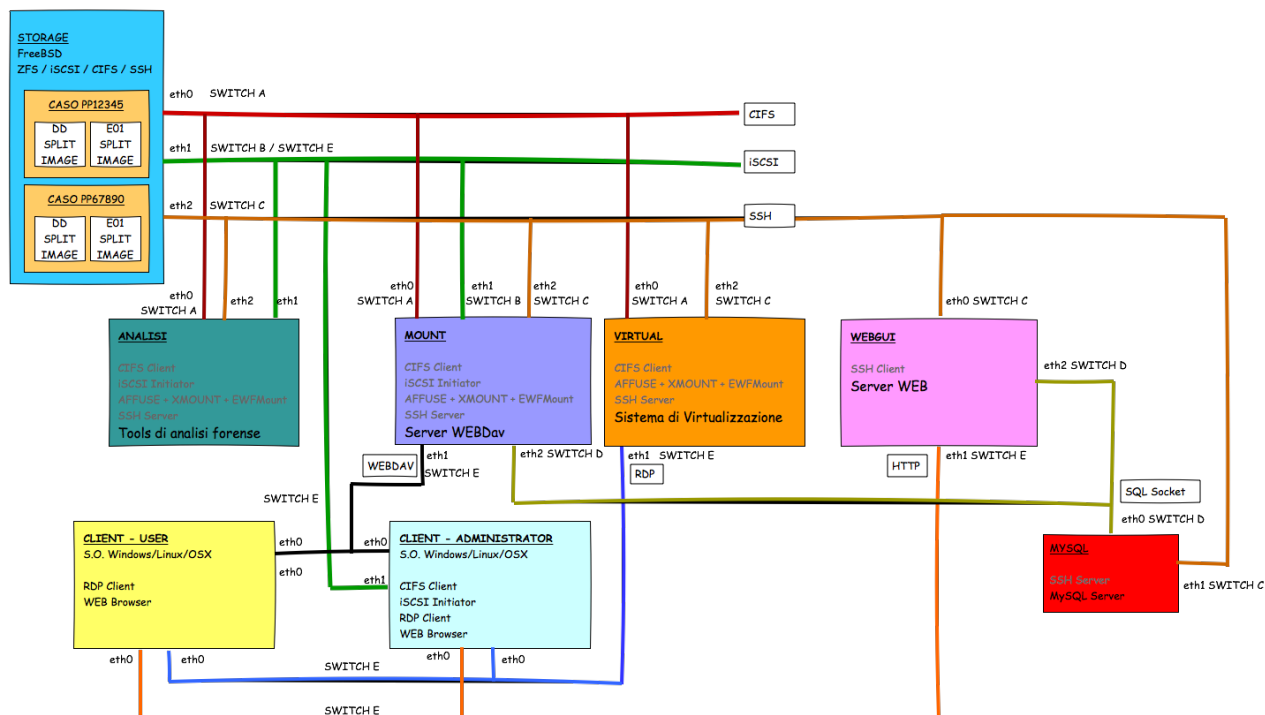 STORAGE
FreeBSD
ZFS / iSCSI / CIFS / SSH
CASO PP12345
DD
SPLIT
IMAGE
E01
SPLIT
IMAGE
CASO PP67890
DD
SPLIT
IMAGE
E01
SPLIT
IMAGE
eth0 SWITCH A
CIFS
eth1 SWITCH B / SWITCH E
iSCSI
eth2 SWITCH C
SSH
eth0
SWITCH A
eth2
eth1
eth0
SWITCH A
eth1
SWITCH B
eth2
SWITCH C
eth0
SWITCH A
eth2
SWITCH C
eth0 SWITCH C
ANALISI
CIFS Client
iSCSI Initiator
AFFUSE + XMOUNT + EWFMount
SSH Server
Tools di analisi forense
MOUNT
CIFS Client
iSCSI Initiator
AFFUSE + XMOUNT + EWFMount
SSH Server
Server WEBDav
VIRTUAL
CIFS Client
AFFUSE + XMOUNT + EWFMount
SSH Server
Sistema di Virtualizzazione
WEBGUI
SSH Client
Server WEB
eth2 SWITCH D
WEBDAV
eth1
SWITCH E
eth2 SWITCH D
eth1 SWITCH E
RDP
HTTP
eth1 SWITCH E
SQL Socket
eth0 SWITCH D
SWITCH E
CLIENT - USER
S.O. Windows/Linux/OSX
RDP Client
WEB Browser
eth0
eth0
eth0
eth1
CLIENT - ADMINISTRATOR
S.O. Windows/Linux/OSX
CIFS Client
iSCSI Initiator
RDP Client
WEB Browser
MYSQL
SSH Server
MySQL Server
eth1 SWITCH C
eth0
eth0
SWITCH E
eth0
eth0
SWITCH E